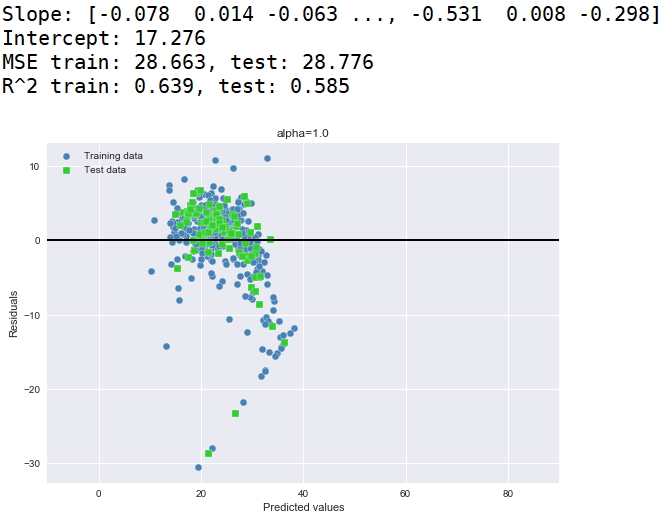 Slope: [-0.078  0.014 -0.063 ..., -0.531  0.008 -0.298]
Intercept: 17.276
MSE train: 28.663, test: 28.776
R^2 train: 0.639, test: 0.585
alpha=1.0
Training data
Test data
10
0
−10
−20
−30
Residuals
0 20 40 60 80
Predicted values